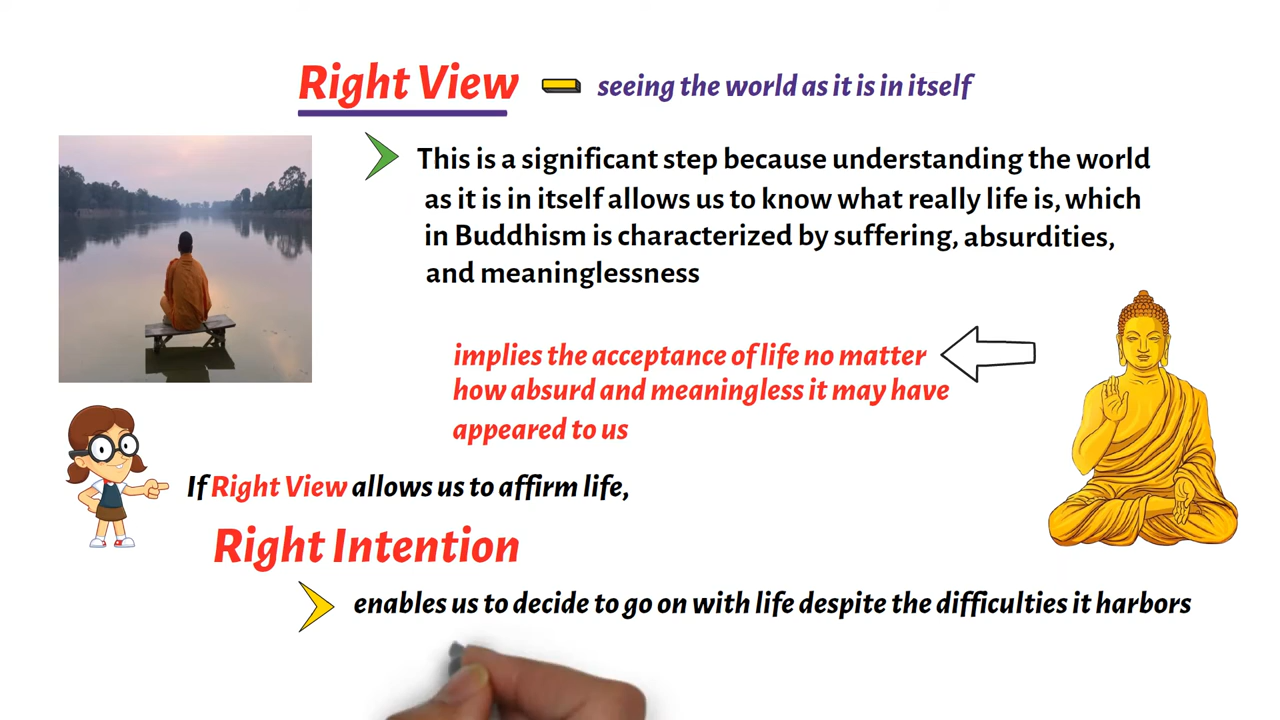 Right View
seeing the world as it is in itself
This is a significant step because understanding the world
as it is in itself allows us to know what really life is, which
in Buddhism is characterized by suffering, absurdities,
and meaninglessness
implies the acceptance of life no matter
how absurd and meaningless it may have
appeared to us
If Right View allows us to affirm life,
Right Intention
enables us to decide to go on with life despite the difficulties it harbors